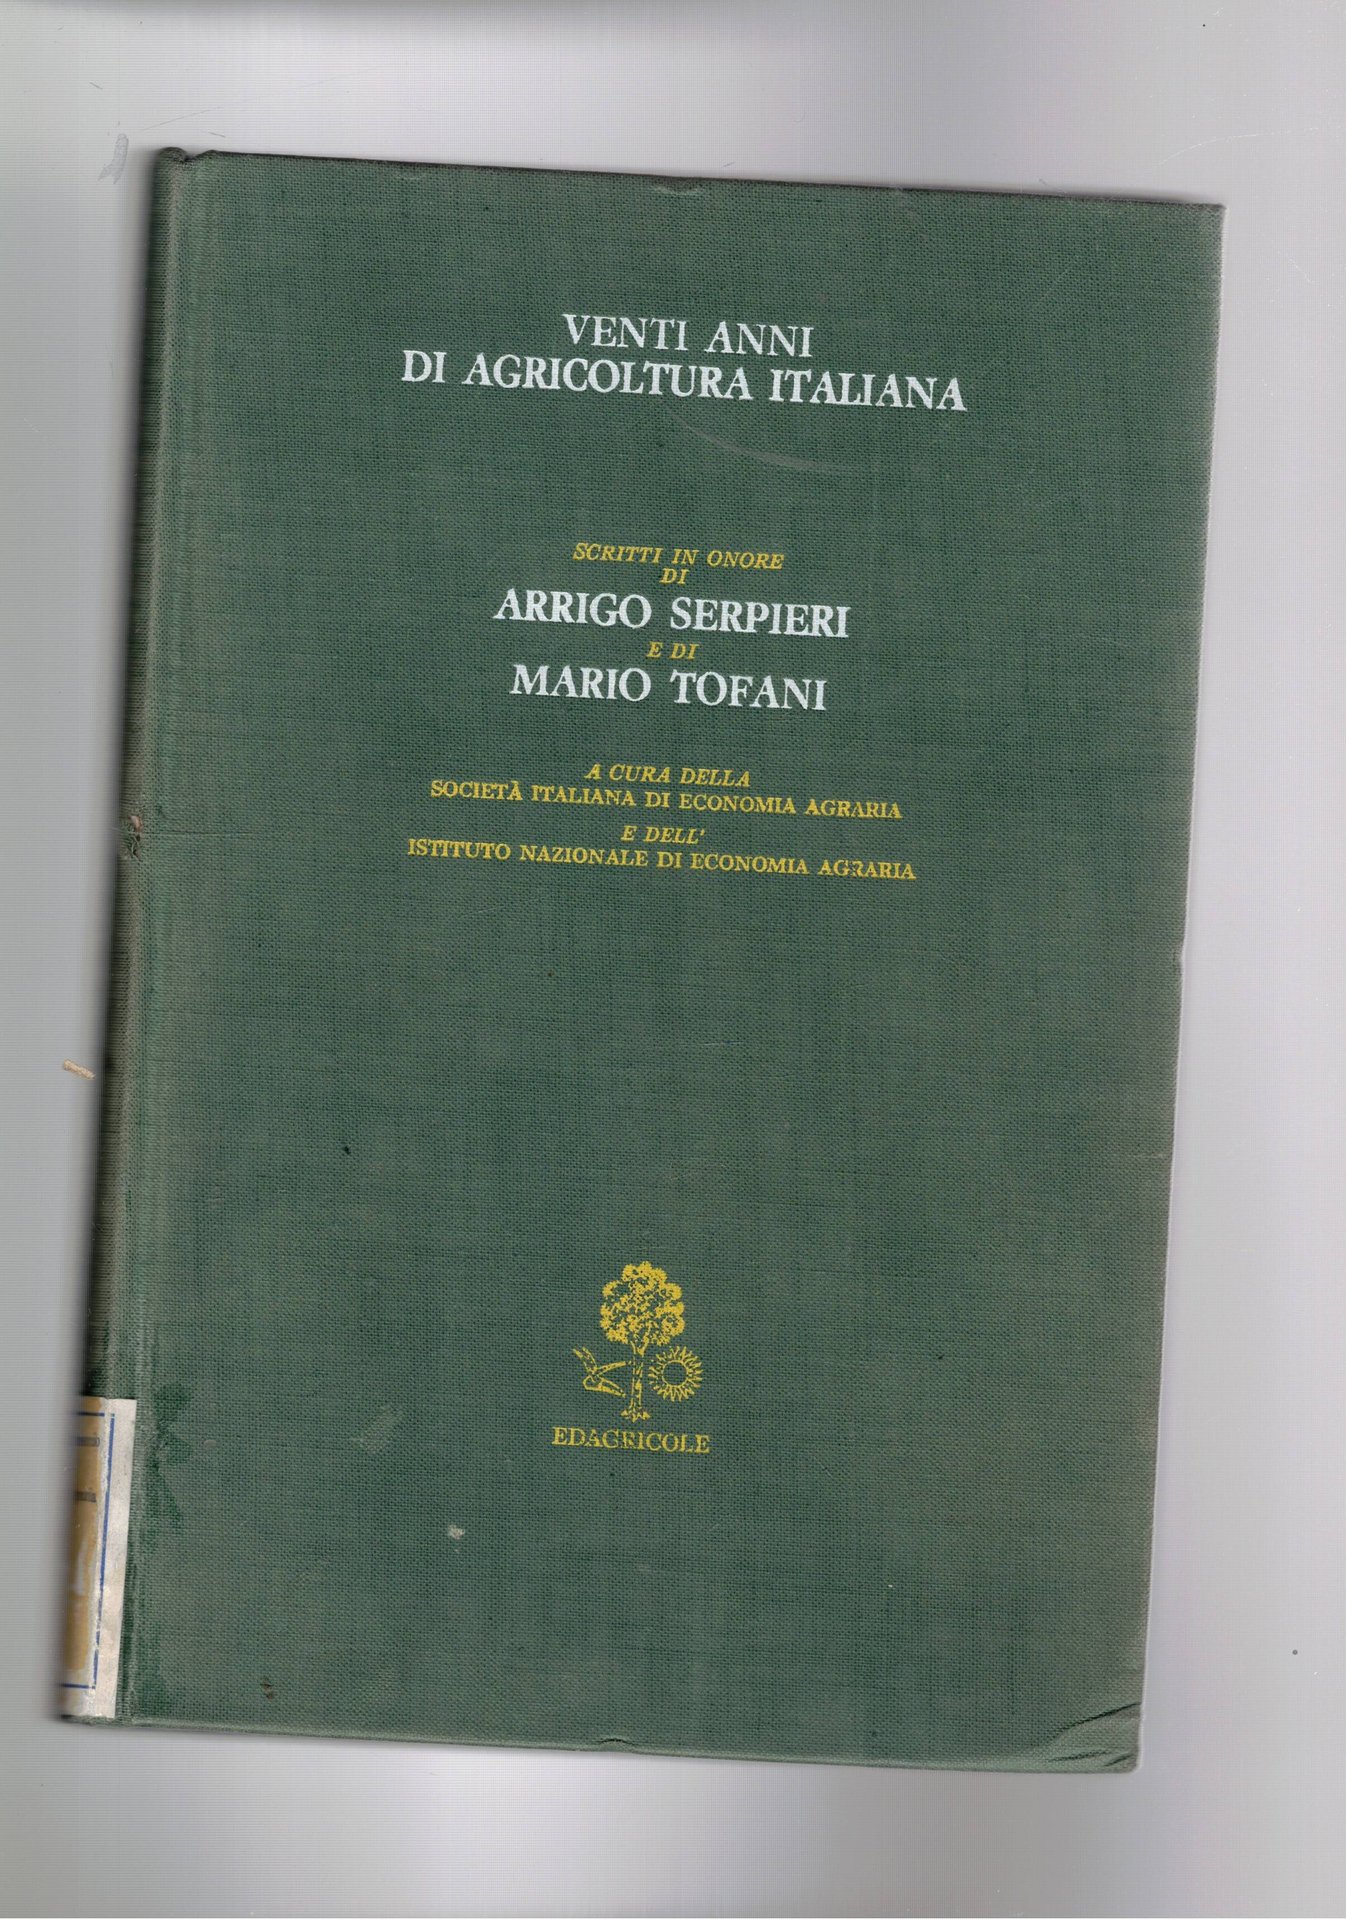 VENTI ANNI
DI AGRICOLTURA ITALIANA
SCRITTI IN ONORE
DI
ARRIGO SERPIERI
E DI
MARIO TOFANI
A CURA DELLA
SOCIETÀ ITALIANA DI ECONOMIA AGRARIA
E DELL'
ISTITUTO NAZIONALE DI ECONOMIA AGRARIA
EDAGRICOLE